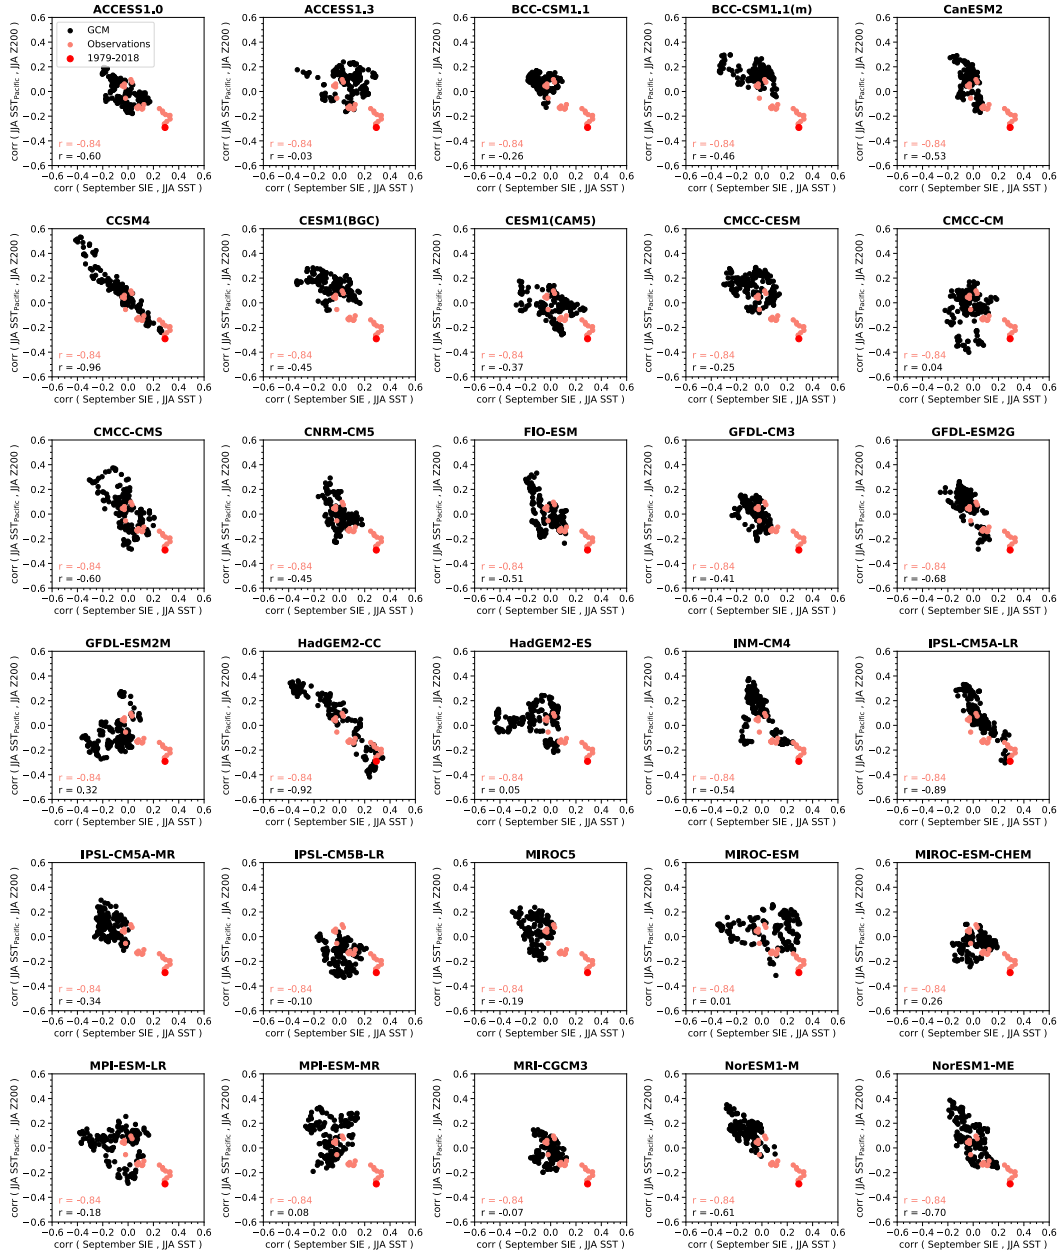 ACCESS1.0
ACCESS1.3
BCC-CSM1.1
BCC-CSM1.1(m)
CanESM2
GCM
Observations
1979-2018
corr ( JJA SST_Pacific , JJA Z200 )
corr ( September SIE , JJA SST )
0.6
0.4
0.2
0.0
−0.2
−0.4
−0.6
−0.6 −0.4 −0.2 0.0 0.2 0.4 0.6
r = -0.84
r = -0.60
r = -0.84
r = -0.03
r = -0.84
r = -0.26
r = -0.84
r = -0.46
r = -0.84
r = -0.53
CCSM4
CESM1(BGC)
CESM1(CAM5)
CMCC-CESM
CMCC-CM
r = -0.84
r = -0.96
r = -0.84
r = -0.45
r = -0.84
r = -0.37
r = -0.84
r = -0.25
r = -0.84
r = 0.04
CMCC-CMS
CNRM-CM5
FIO-ESM
GFDL-CM3
GFDL-ESM2G
r = -0.84
r = -0.60
r = -0.84
r = -0.45
r = -0.84
r = -0.51
r = -0.84
r = -0.41
r = -0.84
r = -0.68
GFDL-ESM2M
HadGEM2-CC
HadGEM2-ES
INM-CM4
IPSL-CM5A-LR
r = -0.84
r = 0.32
r = -0.84
r = -0.92
r = -0.84
r = 0.05
r = -0.84
r = -0.54
r = -0.84
r = -0.89
IPSL-CM5A-MR
IPSL-CM5B-LR
MIROC5
MIROC-ESM
MIROC-ESM-CHEM
r = -0.84
r = -0.34
r = -0.84
r = -0.10
r = -0.84
r = -0.19
r = -0.84
r = 0.01
r = -0.84
r = 0.26
MPI-ESM-LR
MPI-ESM-MR
MRI-CGCM3
NorESM1-M
NorESM1-ME
r = -0.84
r = -0.18
r = -0.84
r = 0.08
r = -0.84
r = -0.07
r = -0.84
r = -0.61
r = -0.84
r = -0.70